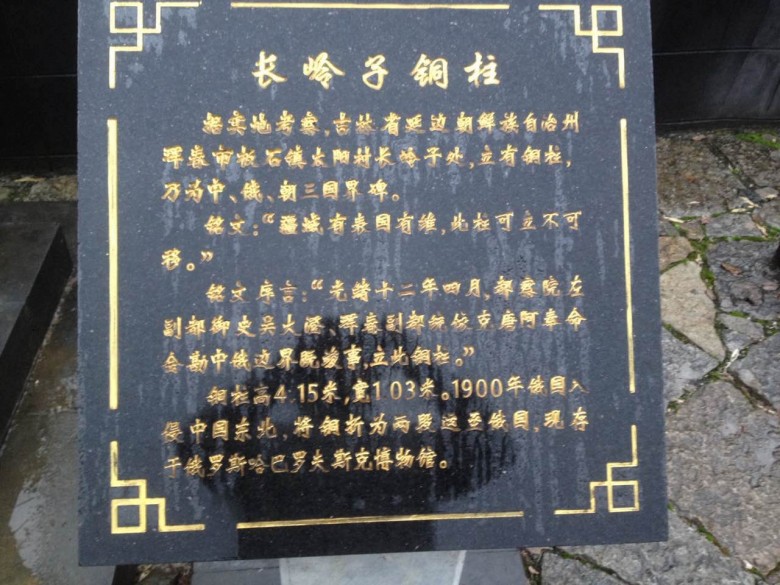 长岭子铜柱
据实地考察,吉林省延边朝鲜族自治州
珲春市板石镇太阳村长岭子处,立有铜柱,
乃为中、俄、朝三国界碑。
铭文:“疆域有表国有维,此柱可立不可
移。”
铭文序言:“光绪十二年四月,都察院左
副都御史吴大澄,珲春副都统依克唐阿奉命
会勘中俄边界既竣事,立此铜柱。”
铜柱高4.15米,宽1.03米。1900年俄国入
侵中国东北,将铜折为两段运至俄国,现存
于俄罗斯哈巴罗夫斯克博物馆。